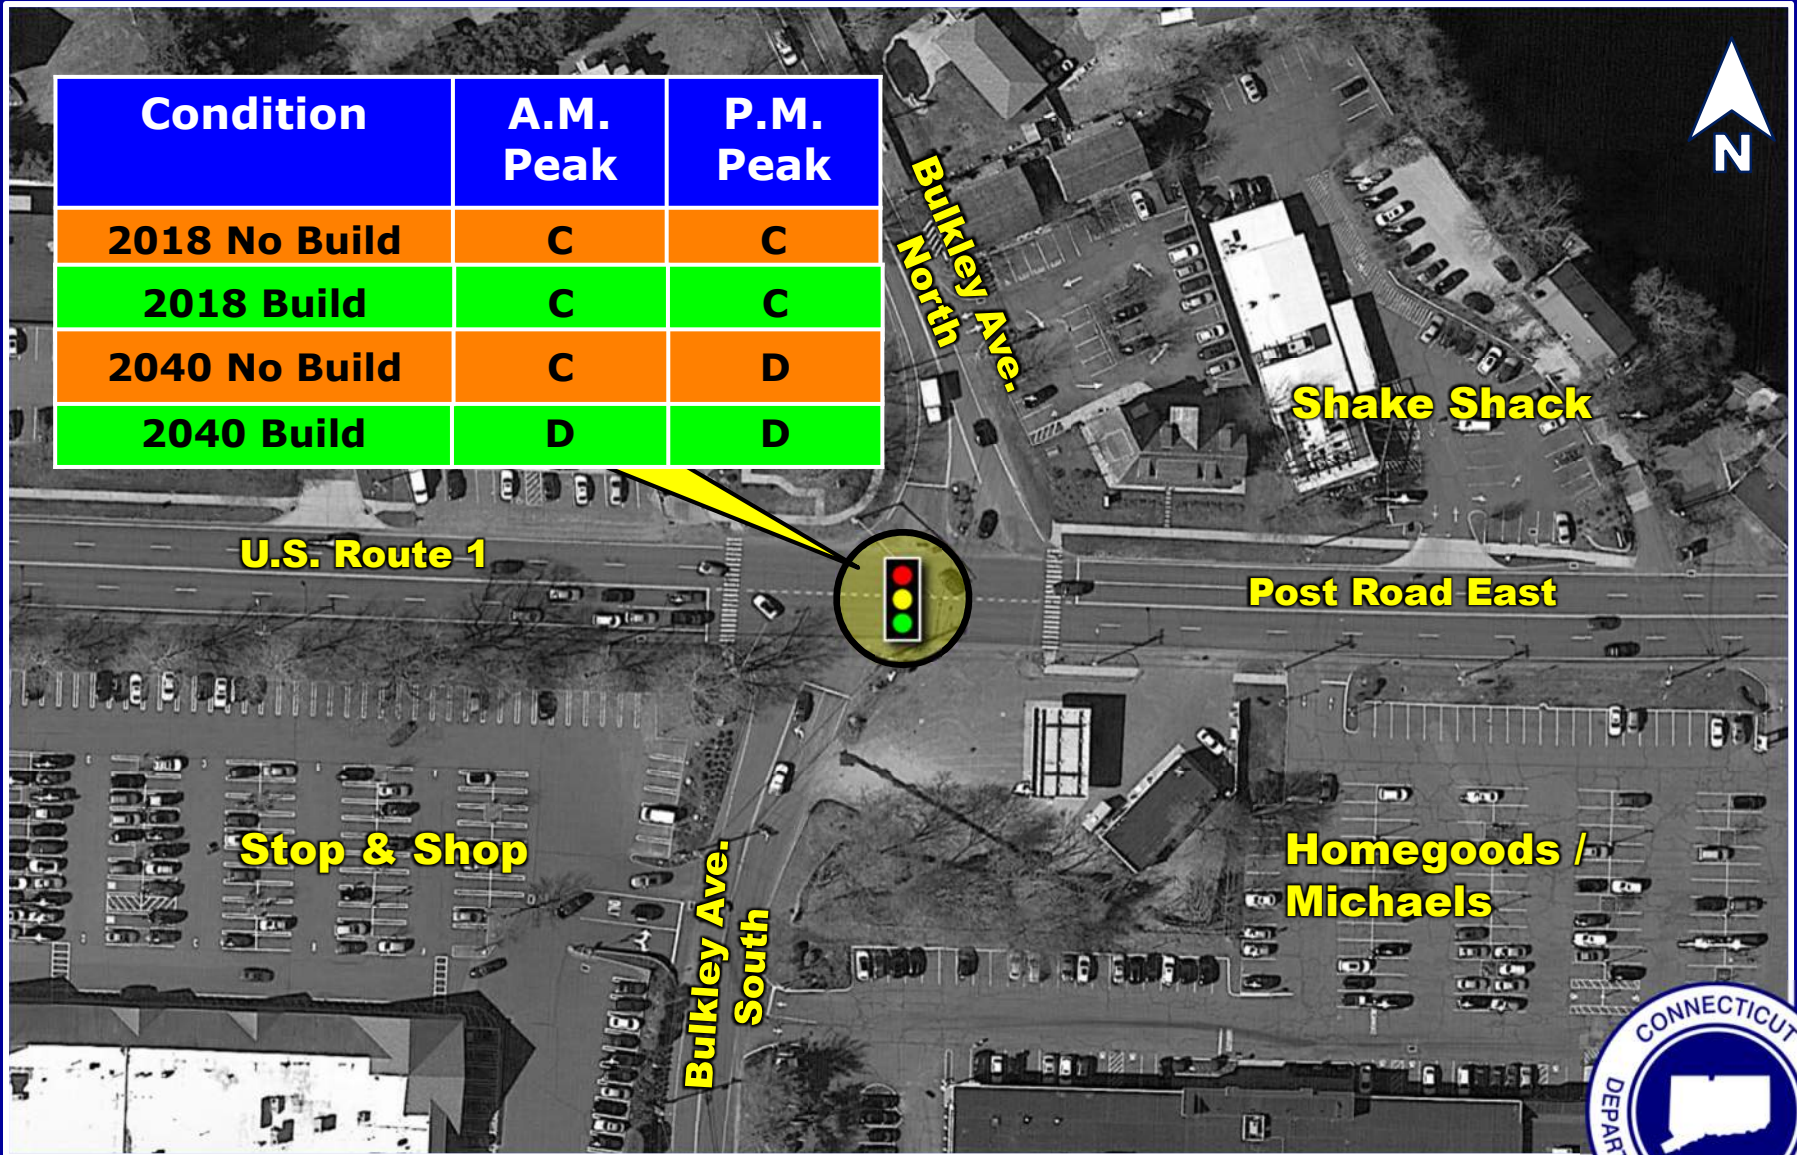 Condition A.M. Peak P.M. Peak
2018 No Build C C
2018 Build C C
2040 No Build C D
2040 Build D D
N
Bulkley Ave.
North
Shake Shack
U.S. Route 1
Post Road East
Stop & Shop
Homegoods /
Michaels
Bulkley Ave.
South
CONNECTICUT
DEPAR